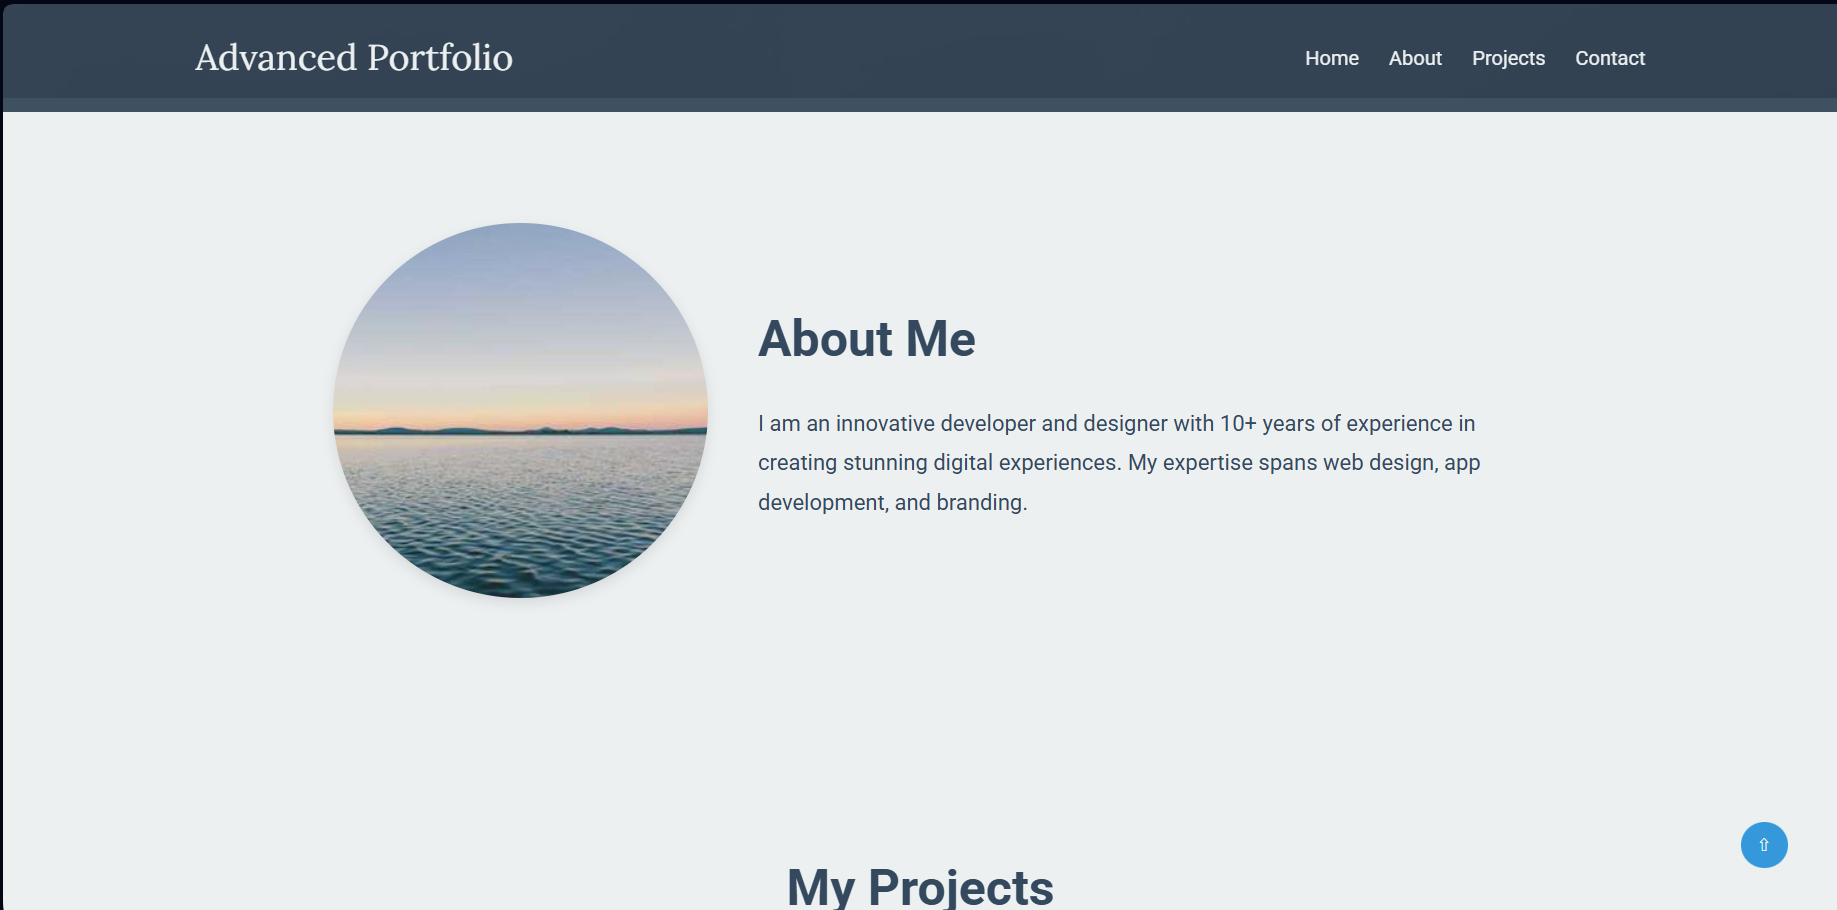 Advanced Portfolio
Home About Projects Contact
About Me
I am an innovative developer and designer with 10+ years of experience in
creating stunning digital experiences. My expertise spans web design, app
development, and branding.
⇧
My Projects